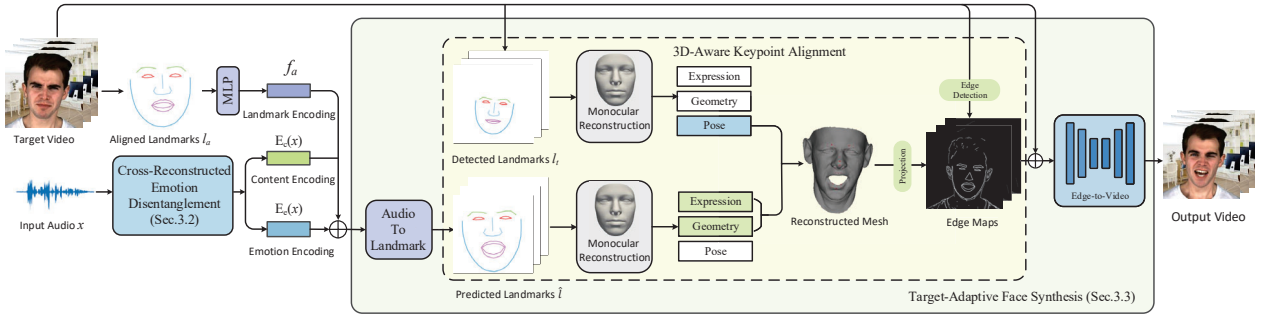 Target Video
Aligned Landmarks lₐ
MLP
fₐ
Landmark Encoding
E_c(x)
Content Encoding
E_e(x)
Emotion Encoding
Input Audio x
Cross-Reconstructed
Emotion
Disentanglement
(Sec.3.2)
Audio
To
Landmark
3D-Aware Keypoint Alignment
Detected Landmarks lₜ
Monocular
Reconstruction
Expression
Geometry
Pose
Predicted Landmarks l̂
Monocular
Reconstruction
Expression
Geometry
Pose
Reconstructed Mesh
Projection
Edge
Detection
Edge Maps
Edge-to-Video
Output Video
Target-Adaptive Face Synthesis (Sec.3.3)